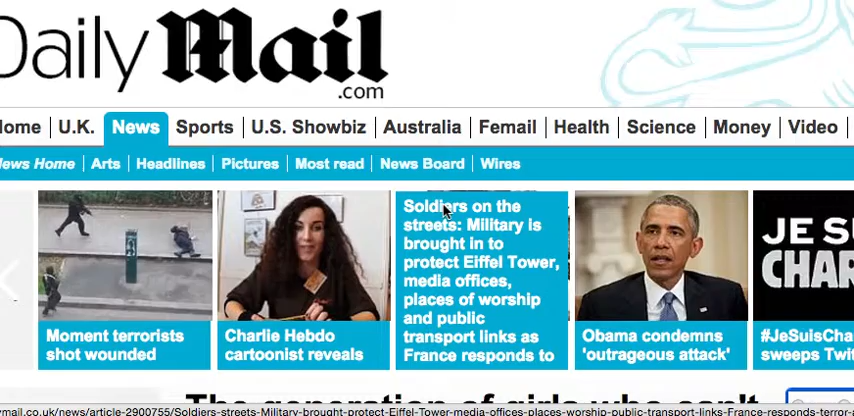 Daily Mail
.com
ome | U.K. | News | Sports | U.S. Showbiz | Australia | Femail | Health | Science | Money | Video
ews Home | Arts | Headlines | Pictures | Most read | News Board | Wires
Moment terrorists
shot wounded
Charlie Hebdo
cartoonist reveals
Soldiers on the
streets: Military is
brought in to
protect Eiffel Tower,
media offices,
places of worship
and public
transport links as
France responds to
Obama condemns
'outrageous attack'
JE SU
CHAR
#JeSuisCha
sweeps Twit
The generation of girls who can't
ymail.co.uk/news/article-2900755/Soldiers-streets-Military-brought-protect-Eiffel-Tower-media-offices-places-worship-public-transport-links-France-responds-terror-